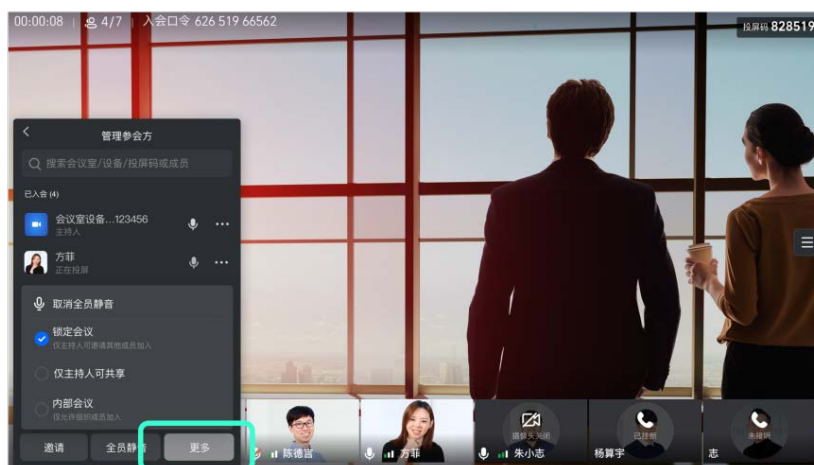 00:00:08 | 4/7 | 入会口令 626 519 66562
投屏码 828519
管理参会方
搜索会议室/设备/投屏码或成员
已入会 (4)
会议室设备...123456
主持人
方菲
正在投屏
取消全员静音
锁定会议
仅主持人可邀请其他成员加入
仅主持人可共享
内部会议
仅允许组织成员加入
邀请
全员静音
更多
陈德言
方菲
摄像头关闭
朱小志
已挂断
杨算宇
未接听
志